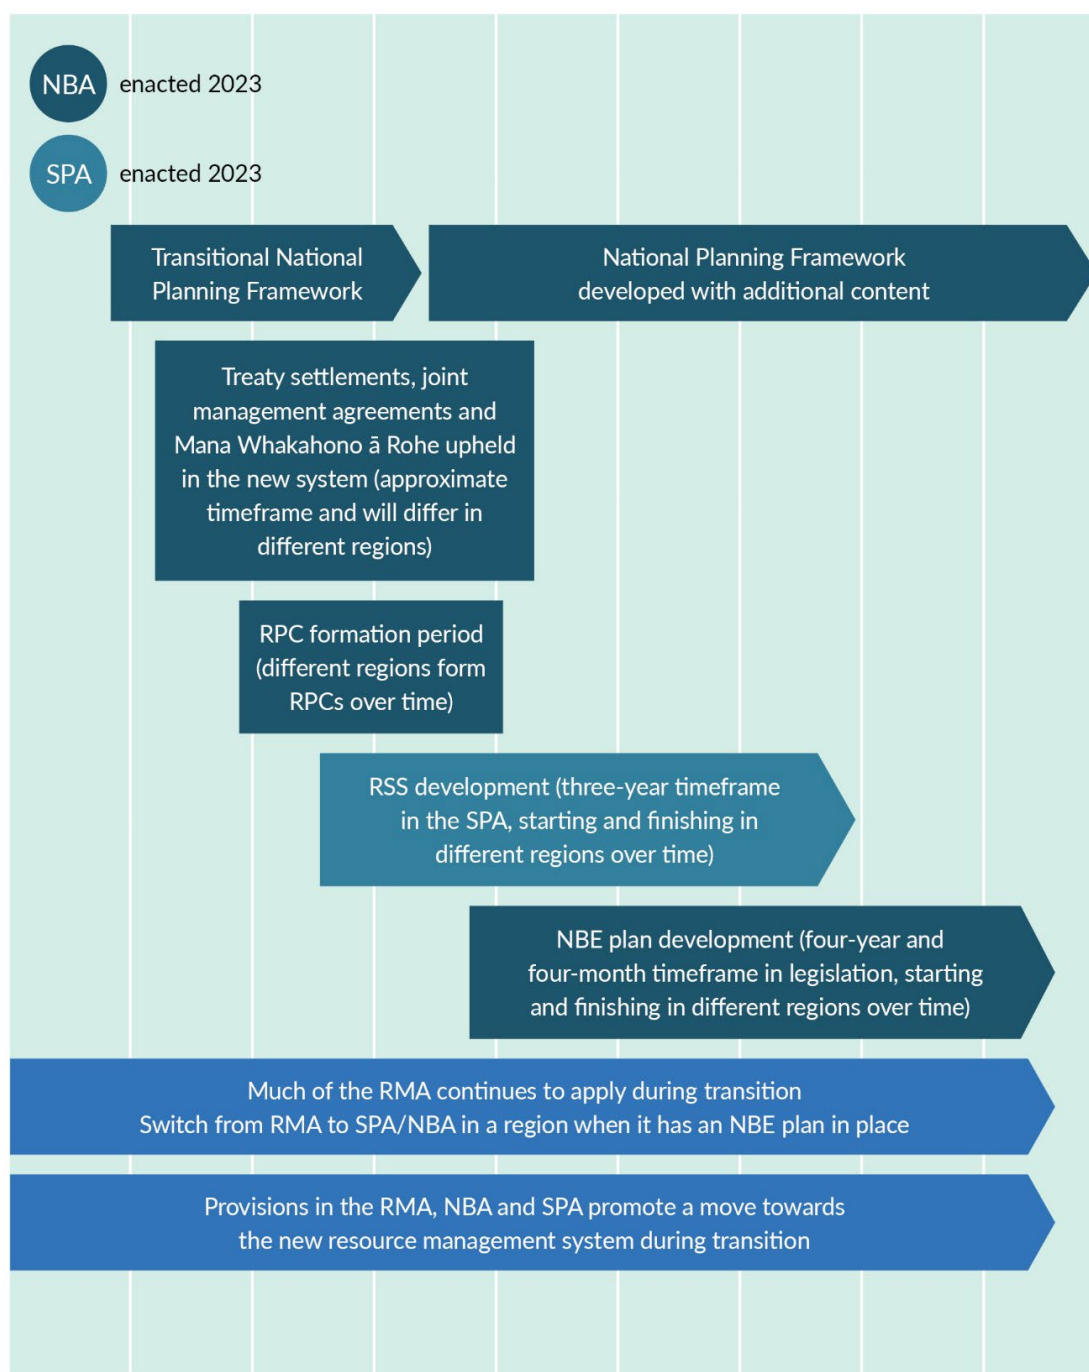 NBA enacted 2023
SPA enacted 2023
Transitional National
Planning Framework
National Planning Framework
developed with additional content
Treaty settlements, joint
management agreements and
Mana Whakahono ā Rohe upheld
in the new system (approximate
timeframe and will differ in
different regions)
RPC formation period
(different regions form
RPCs over time)
RSS development (three-year timeframe
in the SPA, starting and finishing in
different regions over time)
NBE plan development (four-year and
four-month timeframe in legislation, starting
and finishing in different regions over time)
Much of the RMA continues to apply during transition
Switch from RMA to SPA/NBA in a region when it has an NBE plan in place
Provisions in the RMA, NBA and SPA promote a move towards
the new resource management system during transition